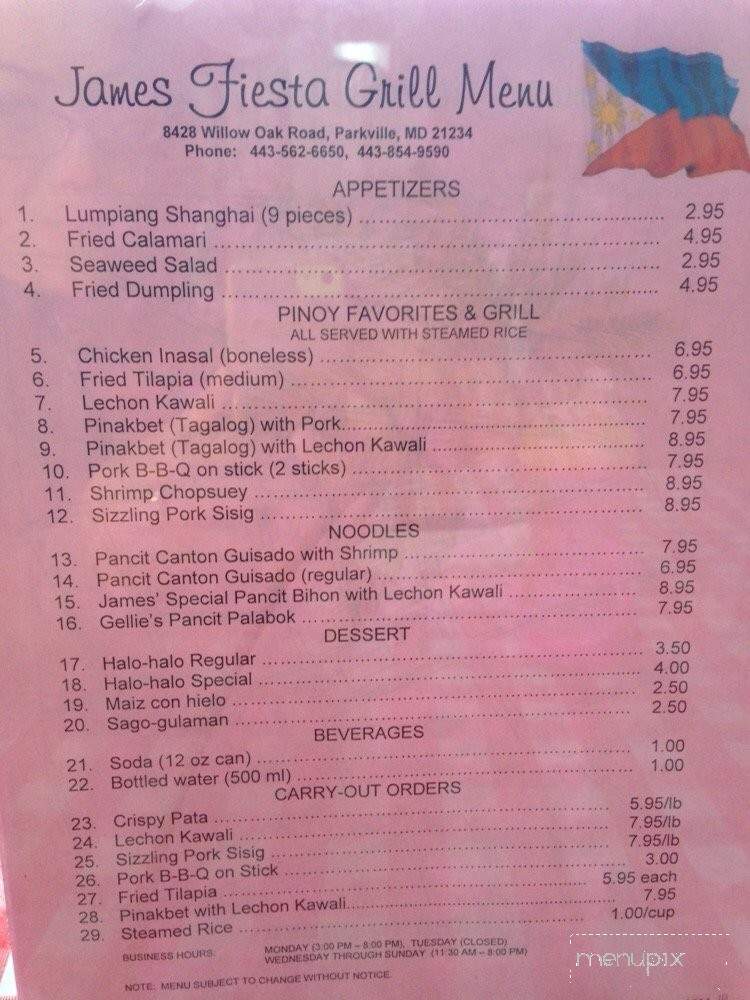 James Fiesta Grill Menu
8428 Willow Oak Road, Parkville, MD 21234
Phone: 443-562-6650, 443-854-9590
APPETIZERS
1. Lumpiang Shanghai (9 pieces) 2.95
2. Fried Calamari 4.95
3. Seaweed Salad 2.95
4. Fried Dumpling 4.95
PINOY FAVORITES & GRILL
ALL SERVED WITH STEAMED RICE
5. Chicken Inasal (boneless) 6.95
6. Fried Tilapia (medium) 6.95
7. Lechon Kawali 7.95
8. Pinakbet (Tagalog) with Pork 7.95
9. Pinakbet (Tagalog) with Lechon Kawali 8.95
10. Pork B-B-Q on stick (2 sticks) 7.95
11. Shrimp Chopsuey 8.95
12. Sizzling Pork Sisig 8.95
NOODLES
13. Pancit Canton Guisado with Shrimp 7.95
14. Pancit Canton Guisado (regular) 6.95
15. James' Special Pancit Bihon with Lechon Kawali 8.95
16. Gellie's Pancit Palabok 7.95
DESSERT
17. Halo-halo Regular 3.50
18. Halo-halo Special 4.00
19. Maiz con hielo 2.50
20. Sago-gulaman 2.50
BEVERAGES
21. Soda (12 oz can) 1.00
22. Bottled water (500 ml) 1.00
CARRY-OUT ORDERS
23. Crispy Pata 5.95/lb
24. Lechon Kawali 7.95/lb
25. Sizzling Pork Sisig 7.95/lb
26. Pork B-B-Q on Stick 3.00
27. Fried Tilapia 5.95 each
28. Pinakbet with Lechon Kawali 7.95
29. Steamed Rice 1.00/cup
BUSINESS HOURS: MONDAY (3:00 PM – 8:00 PM), TUESDAY (CLOSED)
WEDNESDAY THROUGH SUNDAY (11:30 AM – 8:00 PM)
NOTE: MENU SUBJECT TO CHANGE WITHOUT NOTICE.
menupix